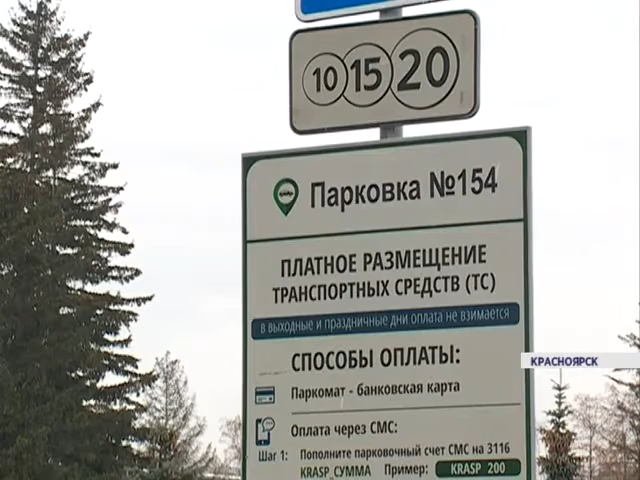 10 15 20
Парковка №154
ПЛАТНОЕ РАЗМЕЩЕНИЕ
ТРАНСПОРТНЫХ СРЕДСТВ (ТС)
в выходные и праздничные дни оплата не взимается
СПОСОБЫ ОПЛАТЫ:
Паркомат - банковская карта
Оплата через СМС:
Шаг 1: Пополните парковочный счет СМС на 3116
KRASP_СУММА Пример: KRASP 200
КРАСНОЯРСК